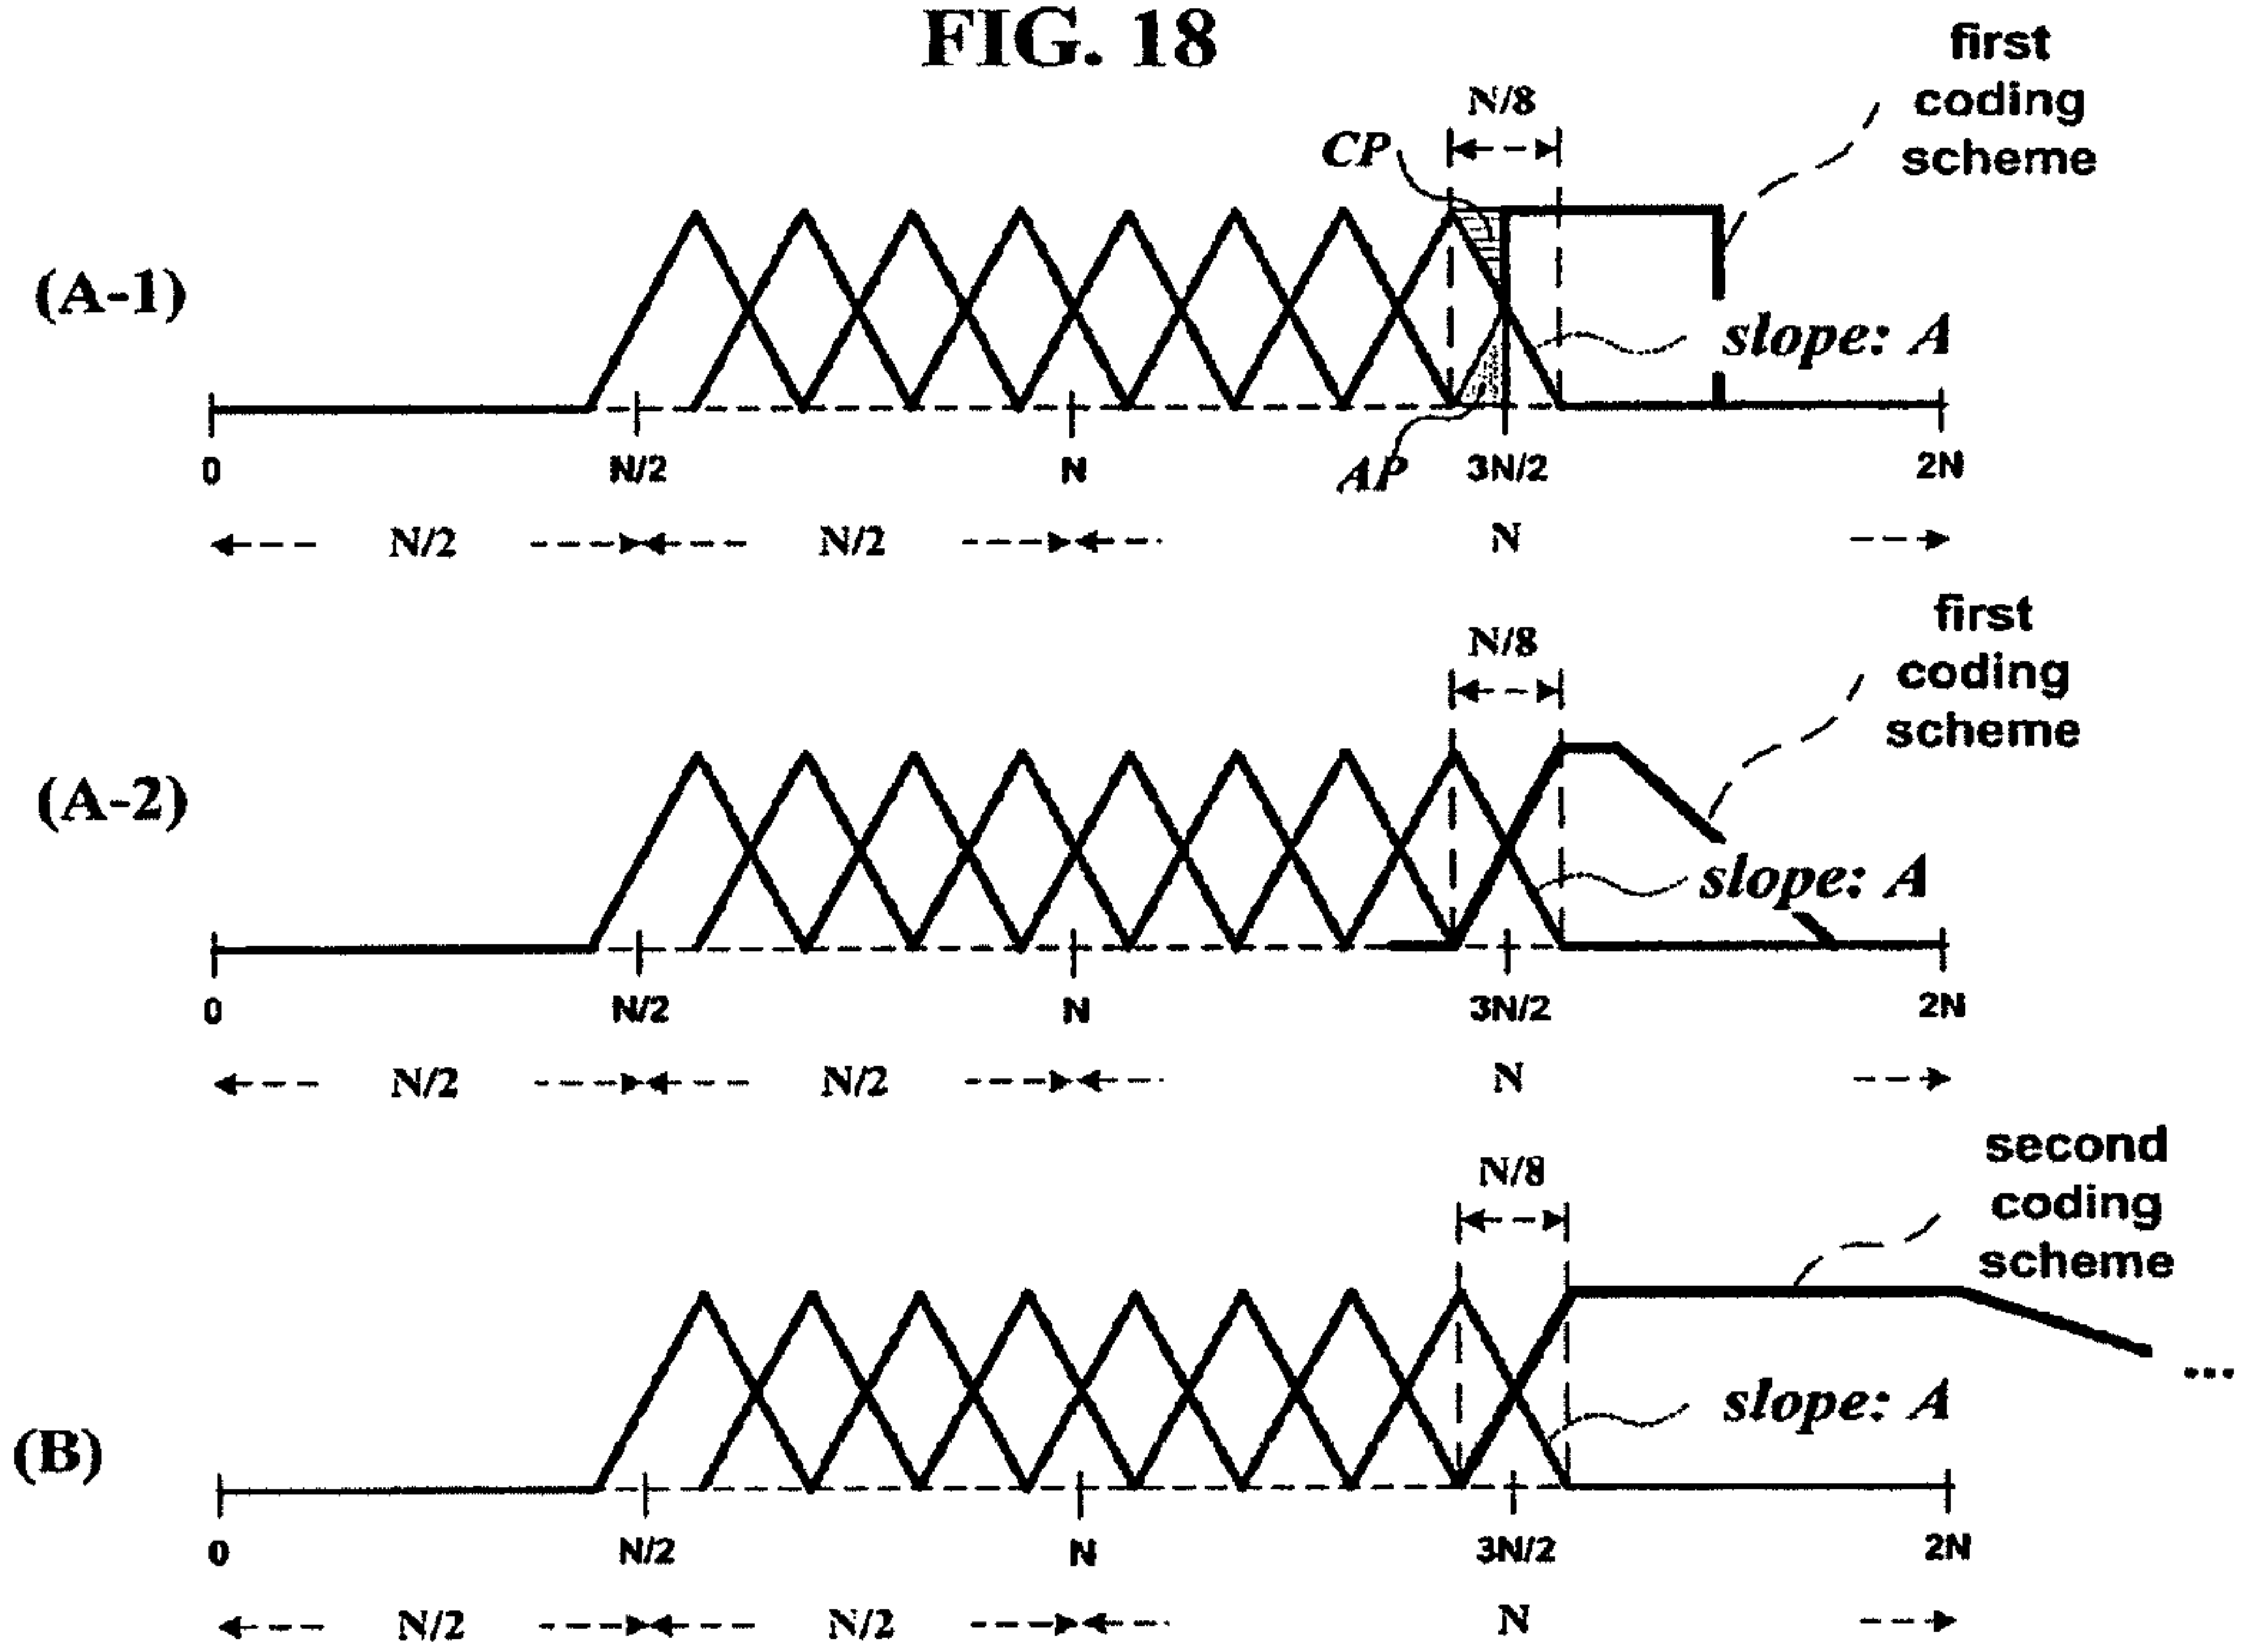 FIG. 18
first
coding
scheme
N/8
CP
(A-1)
slope: A
AP
0 N/2 N 3N/2 2N
N/2 N/2 N
first
coding
scheme
N/8
(A-2)
slope: A
0 N/2 N 3N/2 2N
N/2 N/2 N
second
coding
scheme
N/8
slope: A
...
(B)
0 N/2 N 3N/2 2N
N/2 N/2 N